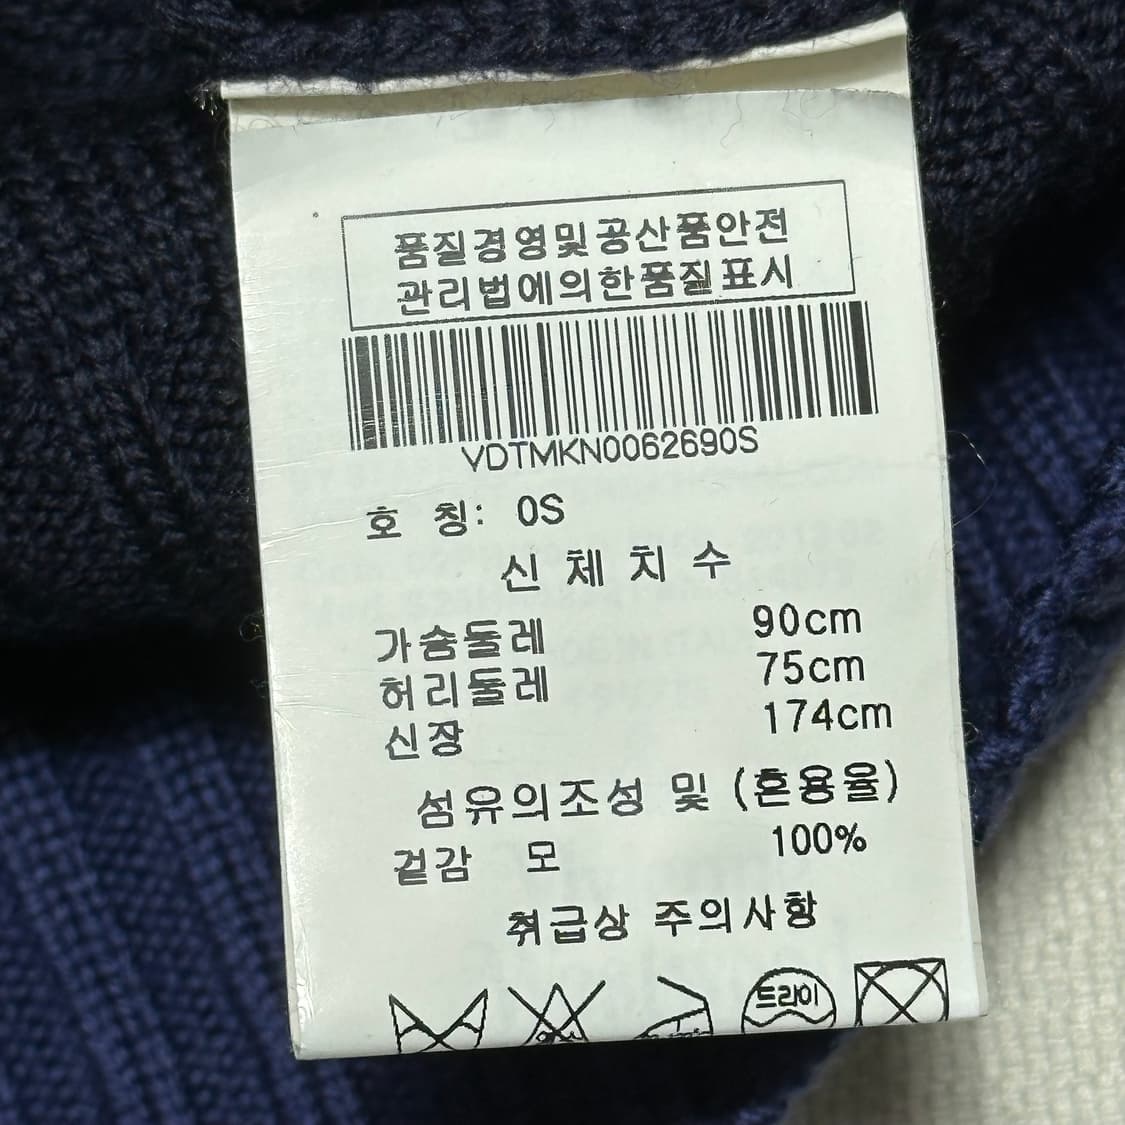 품질경영및공산품안전
관리법에의한품질표시
VDTMKN0062690S
호 칭: OS
신 체 치 수
가슴둘레 90cm
허리둘레 75cm
신장 174cm
섬유의조성 및 (혼용율)
겉감 모 100%
취급상 주의사항
드라이